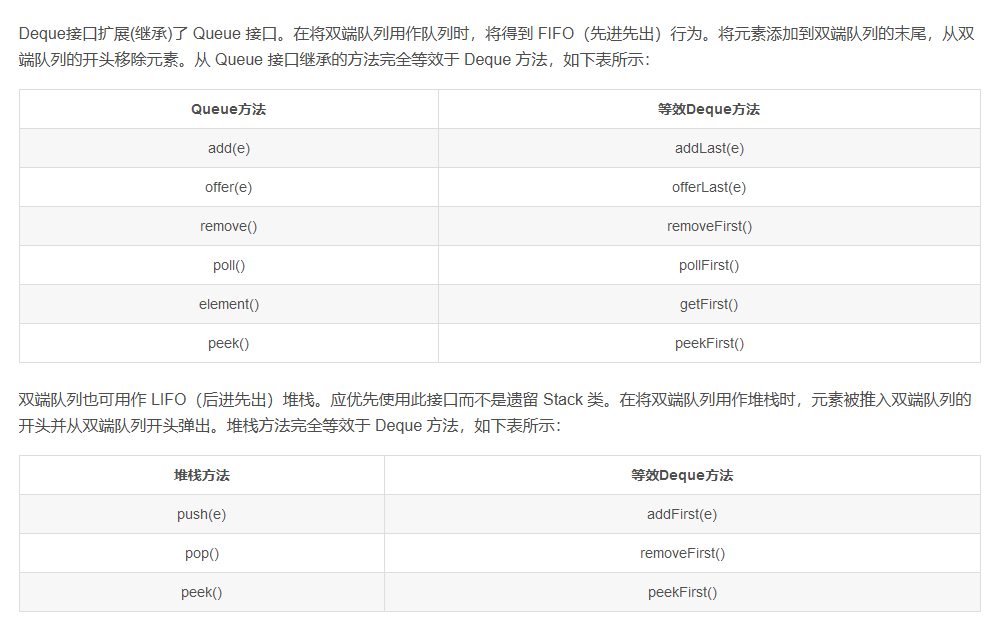 Deque接口扩展(继承)了 Queue 接口。在将双端队列用作队列时，将得到 FIFO（先进先出）行为。将元素添加到双端队列的末尾，从双
端队列的开头移除元素。从 Queue 接口继承的方法完全等效于 Deque 方法，如下表所示：
Queue方法 等效Deque方法
add(e) addLast(e)
offer(e) offerLast(e)
remove() removeFirst()
poll() pollFirst()
element() getFirst()
peek() peekFirst()
双端队列也可用作 LIFO（后进先出）堆栈。应优先使用此接口而不是遗留 Stack 类。在将双端队列用作堆栈时，元素被推入双端队列的
开头并从双端队列开头弹出。堆栈方法完全等效于 Deque 方法，如下表所示：
堆栈方法 等效Deque方法
push(e) addFirst(e)
pop() removeFirst()
peek() peekFirst()